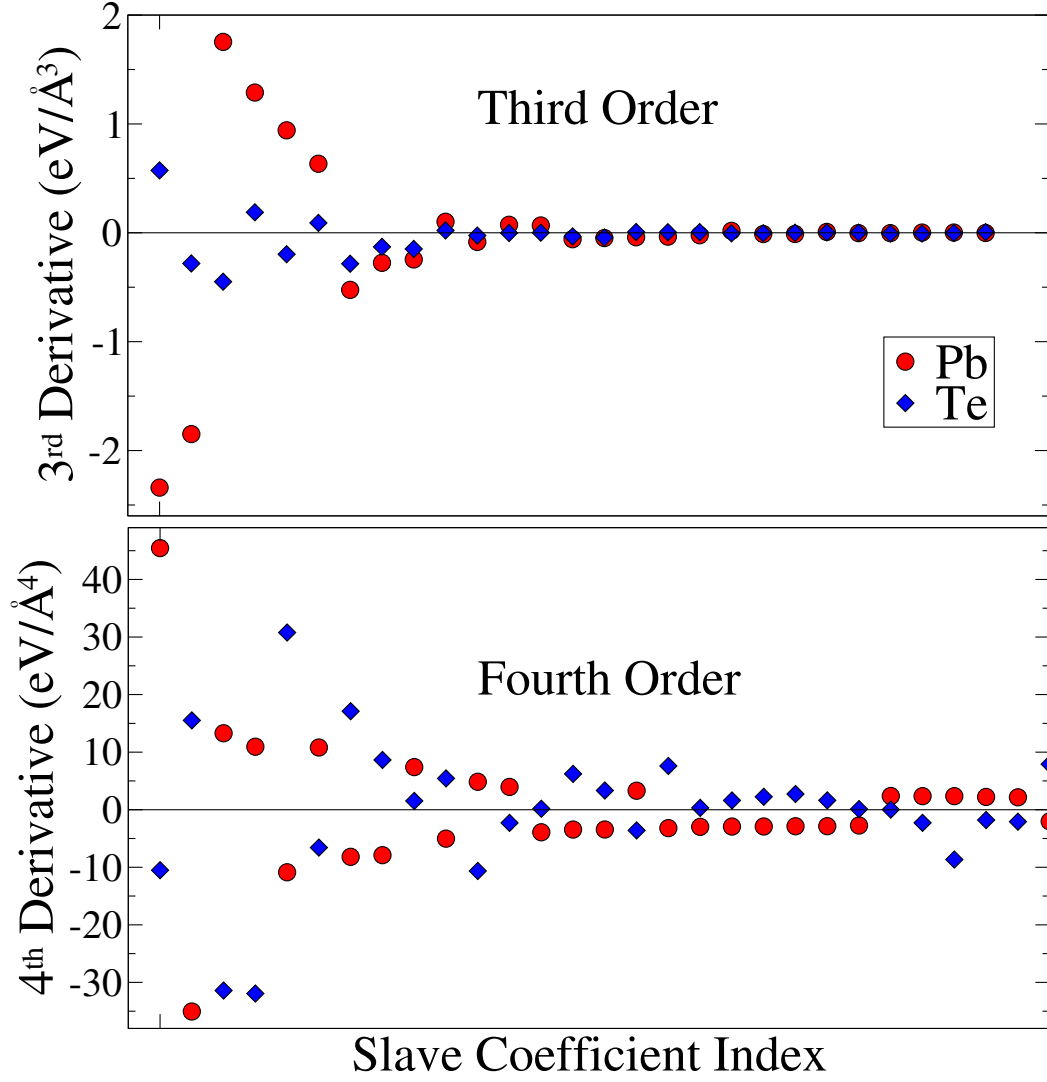 2
1
0
-1
-2
3rd Derivative (eV/Å3)
Third Order
Pb
Te
40
30
20
10
0
-10
-20
-30
4th Derivative (eV/Å4)
Fourth Order
Slave Coefficient Index